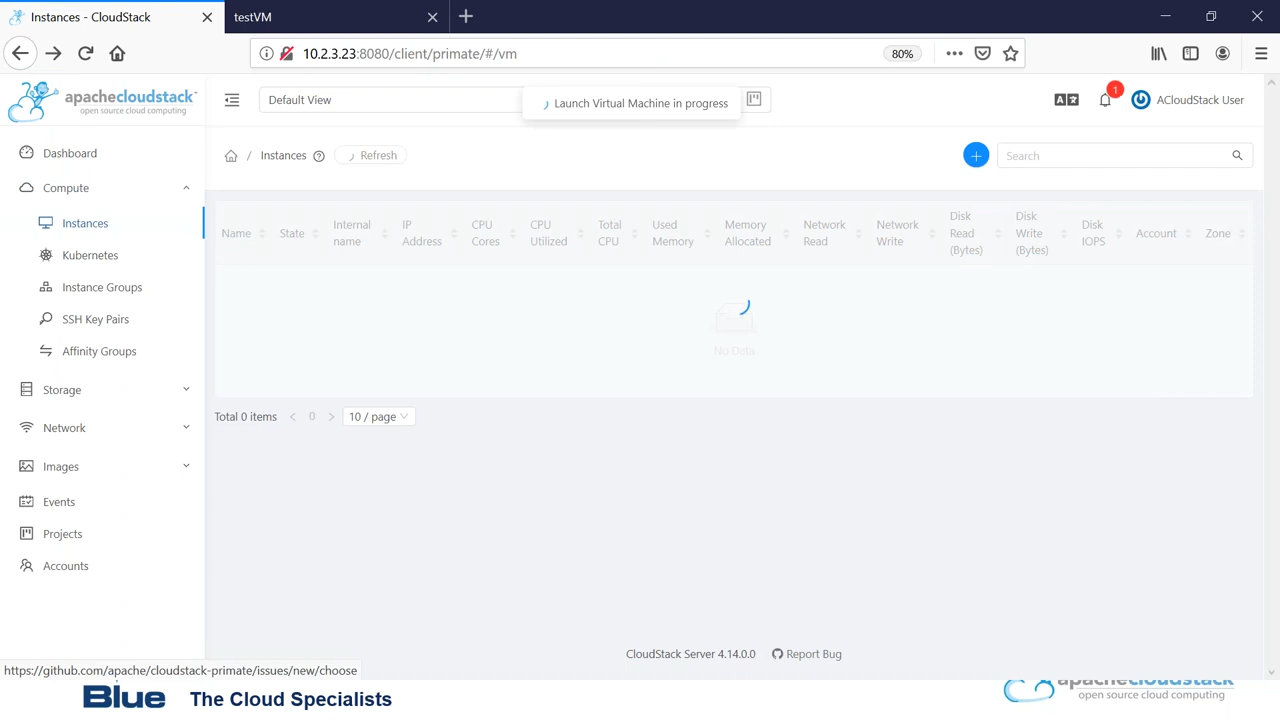 Instances - CloudStack
testVM
10.2.3.23:8080/client/primate/#/vm
80%
apachecloudstack
open source cloud computing
Default View
Launch Virtual Machine in progress
1
ACloudStack User
Dashboard
Compute
Instances
Kubernetes
Instance Groups
SSH Key Pairs
Affinity Groups
Storage
Network
Images
Events
Projects
Accounts
/ Instances
Refresh
Search
Name
State
Internal name
IP Address
CPU Cores
CPU Utilized
Total CPU
Used Memory
Memory Allocated
Network Read
Network Write
Disk Read (Bytes)
Disk Write (Bytes)
Disk IOPS
Account
Zone
No Data
Total 0 items < 0 > 10 / page
CloudStack Server 4.14.0.0
Report Bug
https://github.com/apache/cloudstack-primate/issues/new/choose
Blue
The Cloud Specialists
apachecloudstack
open source cloud computing